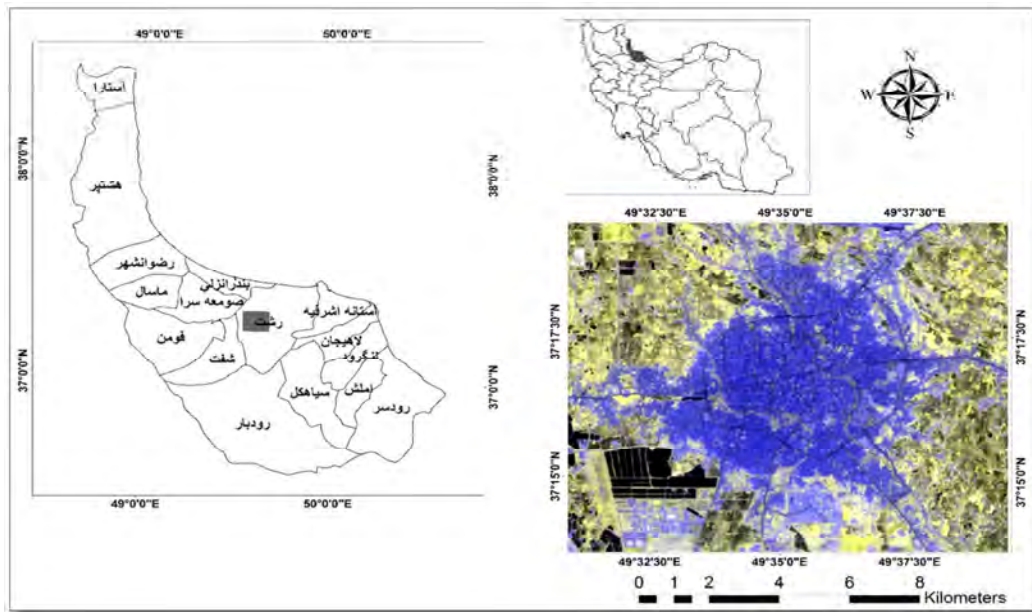 49°0'0"E 50°0'0"E
38°0'0"N
37°0'0"N
38°0'0"N
37°0'0"N
استارا
هشتپر
رضوانشهر
بندرانزلی
ماسال
صومعه سرا
استانه اشرقیه
رشت
فومن
لاهیجان
شفت
لنگرود
املش
سیاهکل
رودسر
رودبار
49°0'0"E 50°0'0"E
N
W E
S
49°32'30"E 49°35'0"E 49°37'30"E
37°17'30"N
37°15'0"N
37°17'30"N
37°15'0"N
49°32'30"E 49°35'0"E 49°37'30"E
0 1 2 4 6 8
Kilometers